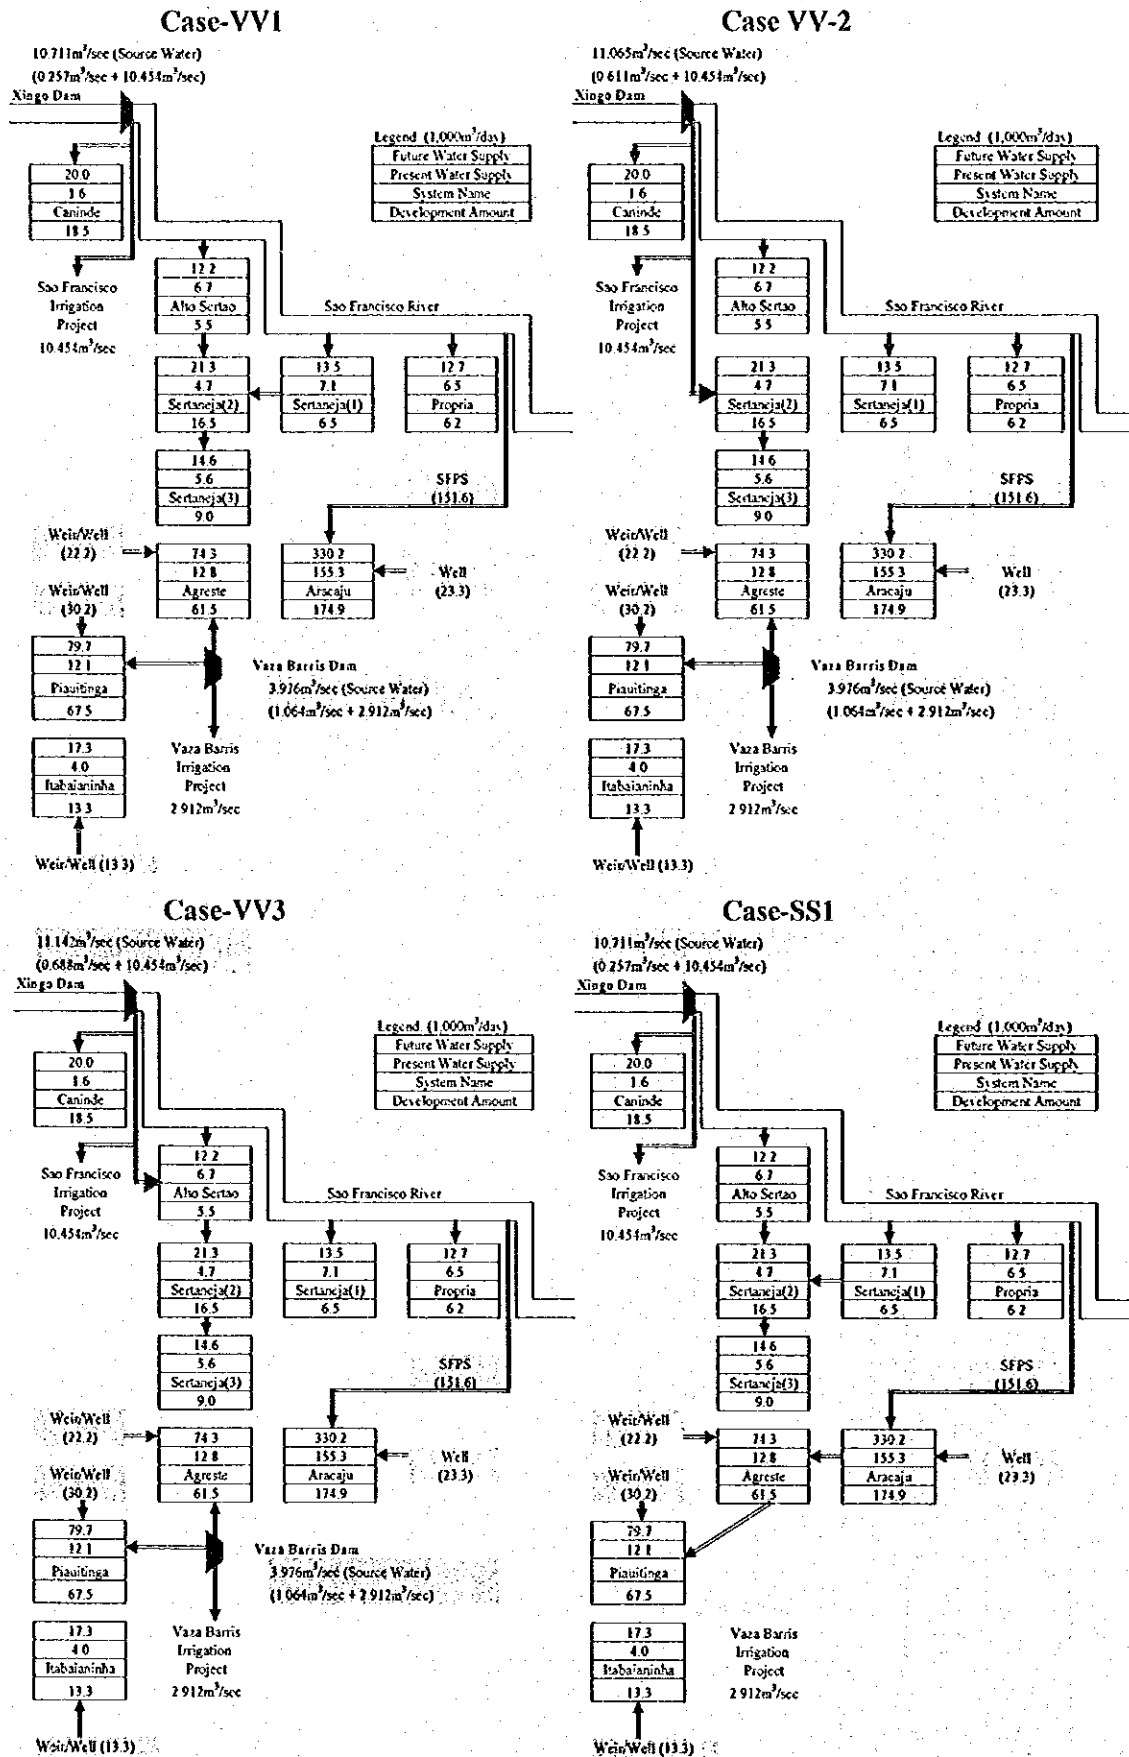 Case-VV1
10.711m³/sec (Source Water)
(0.257m³/sec + 10.454m³/sec)
Xingo Dam
Legend (1,000m³/day)
Future Water Supply
Present Water Supply
System Name
Development Amount
20.0
1.6
Caninde
18.5
Sao Francisco
Irrigation
Project
10.454m³/sec
12.2
6.7
Alto Sertao
5.5
Sao Francisco River
21.3
4.7
Sertaneja(2)
16.5
13.5
7.1
Sertaneja(1)
6.5
12.7
6.5
Propria
6.2
14.6
5.6
Sertaneja(3)
9.0
SFPS
(151.6)
Weir/Well
(22.2)
74.3
12.8
Agreste
61.5
330.2
155.3
Aracaju
174.9
Well
(23.3)
Weir/Well
(30.2)
79.7
12.1
Piauitinga
67.5
Vaza Barris Dam
3.976m³/sec (Source Water)
(1.064m³/sec + 2.912m³/sec)
17.3
4.0
Itabaianinha
13.3
Vaza Barris
Irrigation
Project
2.912m³/sec
Weir/Well (13.3)
Case VV-2
11.065m³/sec (Source Water)
(0.611m³/sec + 10.454m³/sec)
Xingo Dam
Legend (1,000m³/day)
Future Water Supply
Present Water Supply
System Name
Development Amount
20.0
1.6
Caninde
18.5
Sao Francisco
Irrigation
Project
10.454m³/sec
12.2
6.7
Alto Sertao
5.5
Sao Francisco River
21.3
4.7
Sertaneja(2)
16.5
13.5
7.1
Sertaneja(1)
6.5
12.7
6.5
Propria
6.2
14.6
5.6
Sertaneja(3)
9.0
SFPS
(151.6)
Weir/Well
(22.2)
74.3
12.8
Agreste
61.5
330.2
155.3
Aracaju
174.9
Well
(23.3)
Weir/Well
(30.2)
79.7
12.1
Piauitinga
67.5
Vaza Barris Dam
3.976m³/sec (Source Water)
(1.064m³/sec + 2.912m³/sec)
17.3
4.0
Itabaianinha
13.3
Vaza Barris
Irrigation
Project
2.912m³/sec
Weir/Well (13.3)
Case-VV3
11.142m³/sec (Source Water)
(0.688m³/sec + 10.454m³/sec)
Xingo Dam
Legend (1,000m³/day)
Future Water Supply
Present Water Supply
System Name
Development Amount
20.0
1.6
Caninde
18.5
Sao Francisco
Irrigation
Project
10.454m³/sec
12.2
6.7
Alto Sertao
5.5
Sao Francisco River
21.3
4.7
Sertaneja(2)
16.5
13.5
7.1
Sertaneja(1)
6.5
12.7
6.5
Propria
6.2
14.6
5.6
Sertaneja(3)
9.0
SFPS
(151.6)
Weir/Well
(22.2)
74.3
12.8
Agreste
61.5
330.2
155.3
Aracaju
174.9
Well
(23.3)
Weir/Well
(30.2)
79.7
12.1
Piauitinga
67.5
Vaza Barris Dam
3.976m³/sec (Source Water)
(1.064m³/sec + 2.912m³/sec)
17.3
4.0
Itabaianinha
13.3
Vaza Barris
Irrigation
Project
2.912m³/sec
Weir/Well (13.3)
Case-SS1
10.711m³/sec (Source Water)
(0.257m³/sec + 10.454m³/sec)
Xingo Dam
Legend (1,000m³/day)
Future Water Supply
Present Water Supply
System Name
Development Amount
20.0
1.6
Caninde
18.5
Sao Francisco
Irrigation
Project
10.454m³/sec
12.2
6.7
Alto Sertao
5.5
Sao Francisco River
21.3
4.7
Sertaneja(2)
16.5
13.5
7.1
Sertaneja(1)
6.5
12.7
6.5
Propria
6.2
14.6
5.6
Sertaneja(3)
9.0
SFPS
(151.6)
Weir/Well
(22.2)
74.3
12.8
Agreste
61.5
330.2
155.3
Aracaju
174.9
Well
(23.3)
Weir/Well
(30.2)
79.7
12.1
Piauitinga
67.5
17.3
4.0
Itabaianinha
13.3
Vaza Barris
Irrigation
Project
2.912m³/sec
Weir/Well (13.3)